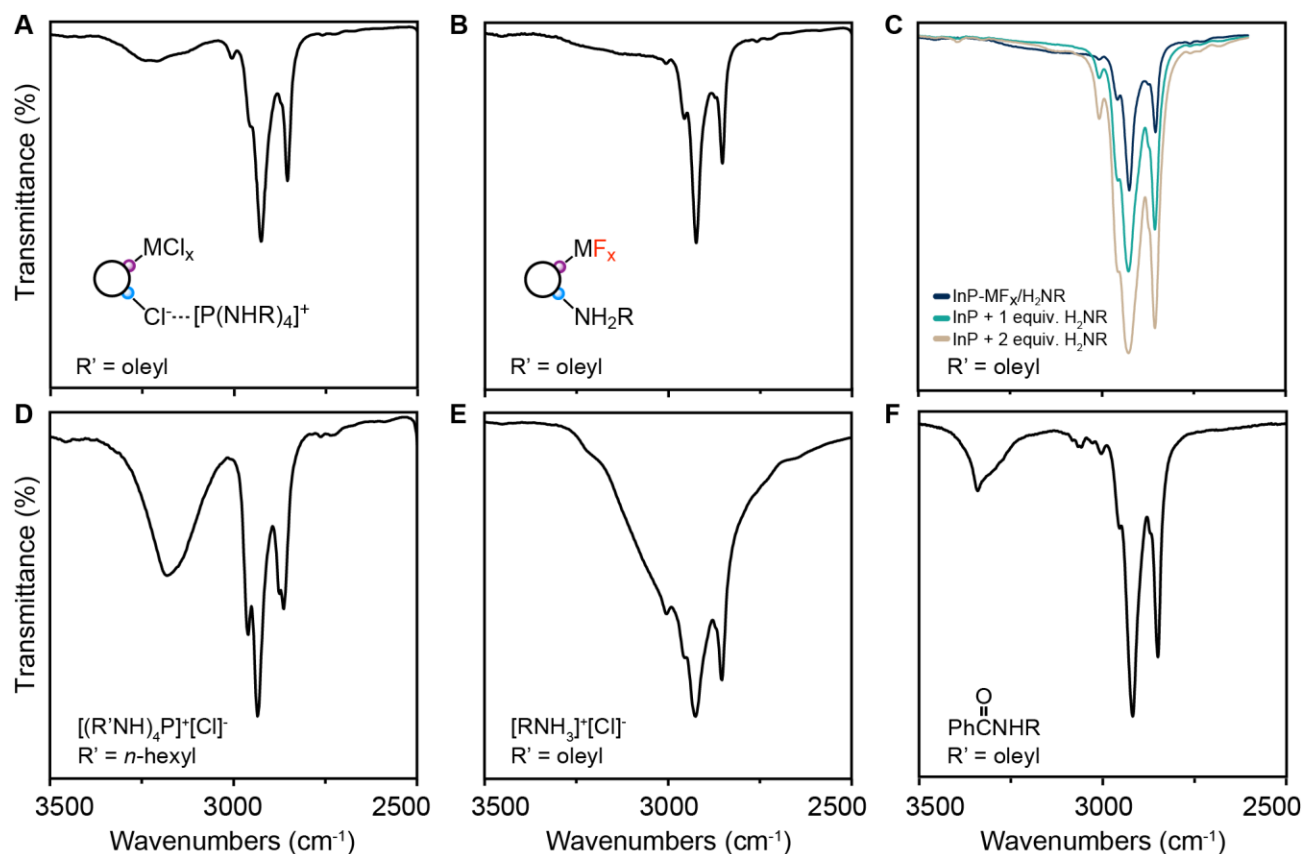 A
Transmittance (%)
MClₓ
Cl⁻---[P(NHR)₄]⁺
R' = oleyl
B
MFₓ
NH₂R
R' = oleyl
C
InP-MFₓ/H₂NR
InP + 1 equiv. H₂NR
InP + 2 equiv. H₂NR
R' = oleyl
D
Transmittance (%)
[(R'NH)₄P]⁺[Cl]⁻
R' = n-hexyl
3500 3000 2500
Wavenumbers (cm⁻¹)
E
[RNH₃]⁺[Cl]⁻
R' = oleyl
3500 3000 2500
Wavenumbers (cm⁻¹)
F
O
PhCNHR
R' = oleyl
3500 3000 2500
Wavenumbers (cm⁻¹)